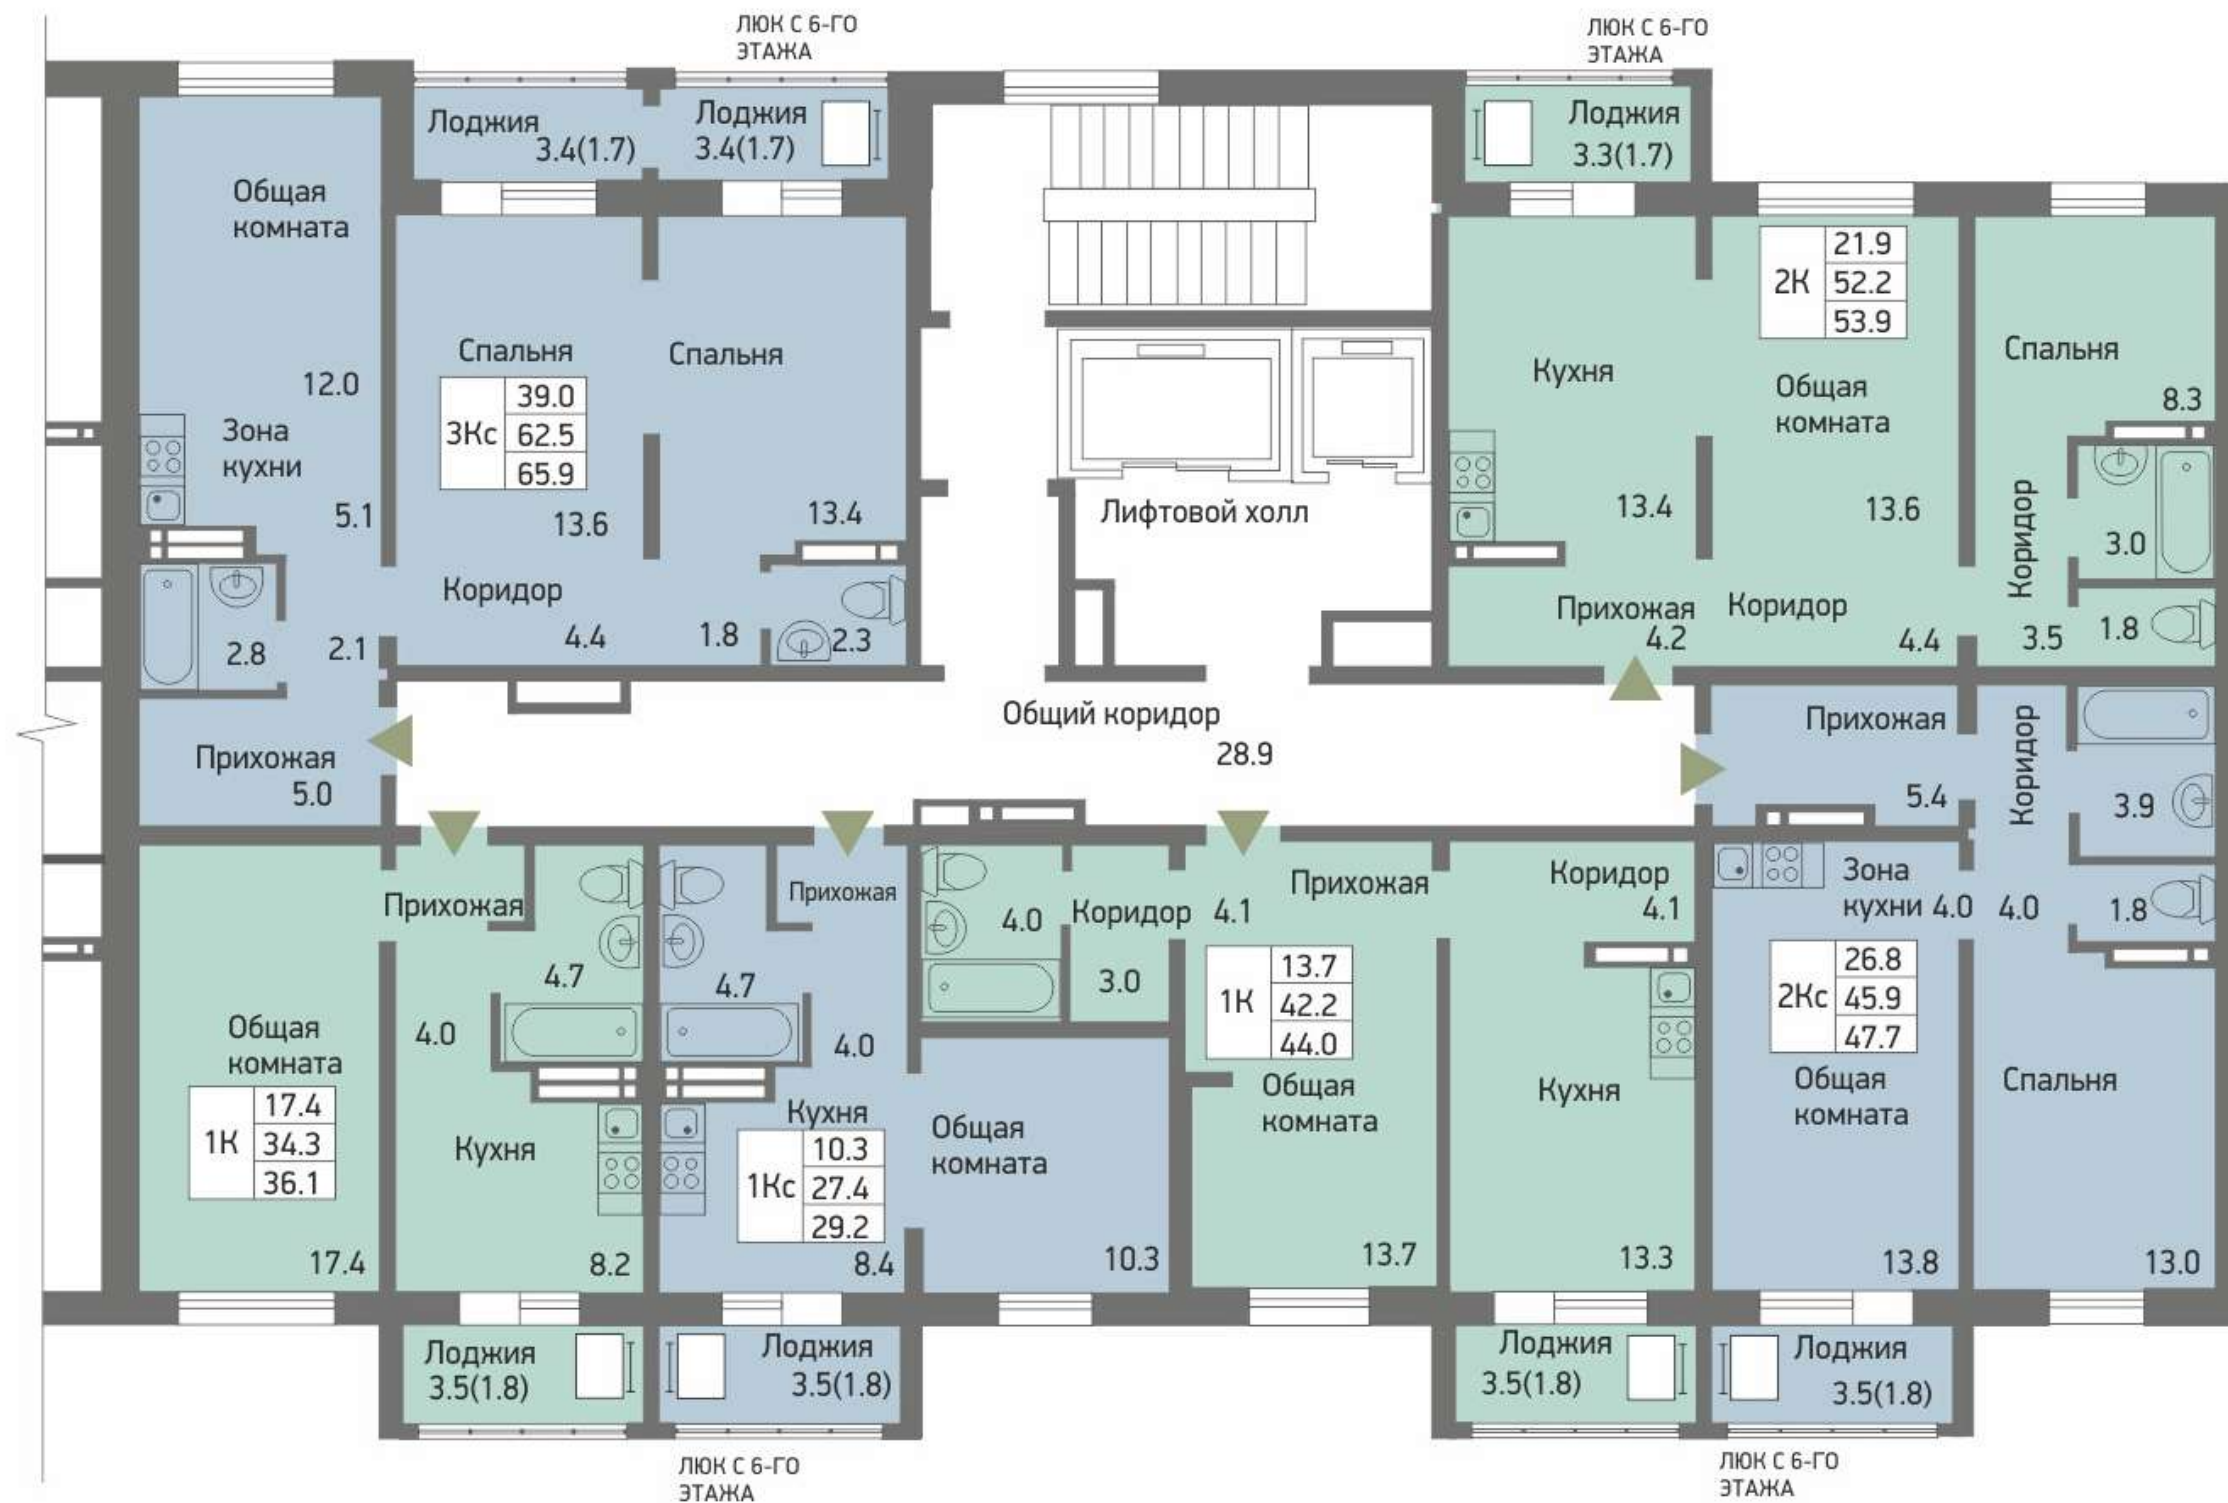 ЛЮК С 6-ГО
ЭТАЖА
ЛЮК С 6-ГО
ЭТАЖА
Лоджия
3.4(1.7)
Лоджия
3.4(1.7)
Лоджия
3.3(1.7)
Общая
комната
12.0
Зона
кухни
5.1
Спальня
3Кс
39.0
62.5
65.9
13.6
Спальня
13.4
Коридор
4.4
1.8
2.3
2.8
2.1
Прихожая
5.0
Лифтовой холл
Общий коридор
28.9
Кухня
13.4
2К
21.9
52.2
53.9
Общая
комната
13.6
Спальня
8.3
Коридор
3.5
3.0
1.8
Прихожая
4.2
Коридор
4.4
Прихожая
5.4
Коридор
4.0
3.9
1.8
Прихожая
4.7
4.0
Общая
комната
1К
17.4
34.3
36.1
17.4
Кухня
8.2
Прихожая
4.7
4.0
Кухня
1Кс
10.3
27.4
29.2
8.4
Общая
комната
10.3
4.0
Коридор
3.0
4.1
Прихожая
1К
13.7
42.2
44.0
Общая
комната
13.7
Коридор
4.1
Кухня
13.3
Зона
кухни 4.0
2Кс
26.8
45.9
47.7
Общая
комната
13.8
Спальня
13.0
Лоджия
3.5(1.8)
Лоджия
3.5(1.8)
Лоджия
3.5(1.8)
Лоджия
3.5(1.8)
ЛЮК С 6-ГО
ЭТАЖА
ЛЮК С 6-ГО
ЭТАЖА